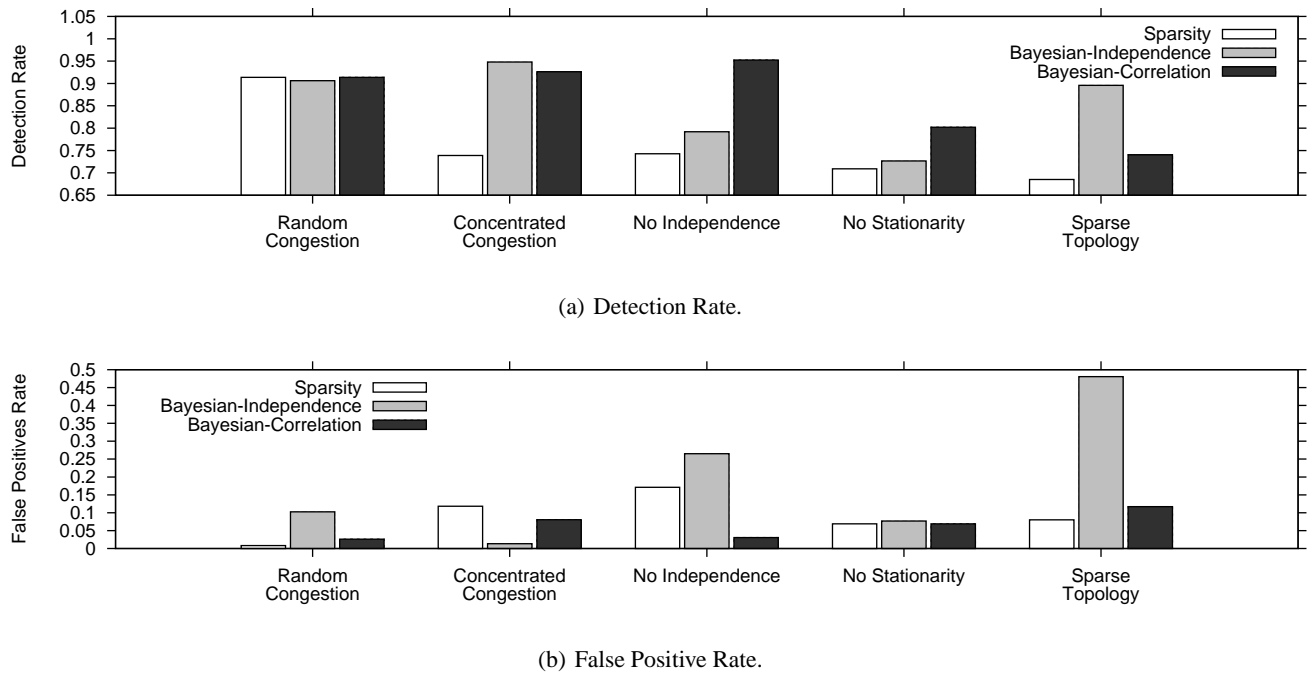 1.05
1
0.95
0.9
0.85
0.8
0.75
0.7
0.65
Detection Rate
Sparsity
Bayesian-Independence
Bayesian-Correlation
Random Congestion
Concentrated Congestion
No Independence
No Stationarity
Sparse Topology
(a) Detection Rate.
0.5
0.45
0.4
0.35
0.3
0.25
0.2
0.15
0.1
0.05
0
False Positives Rate
Sparsity
Bayesian-Independence
Bayesian-Correlation
Random Congestion
Concentrated Congestion
No Independence
No Stationarity
Sparse Topology
(b) False Positive Rate.